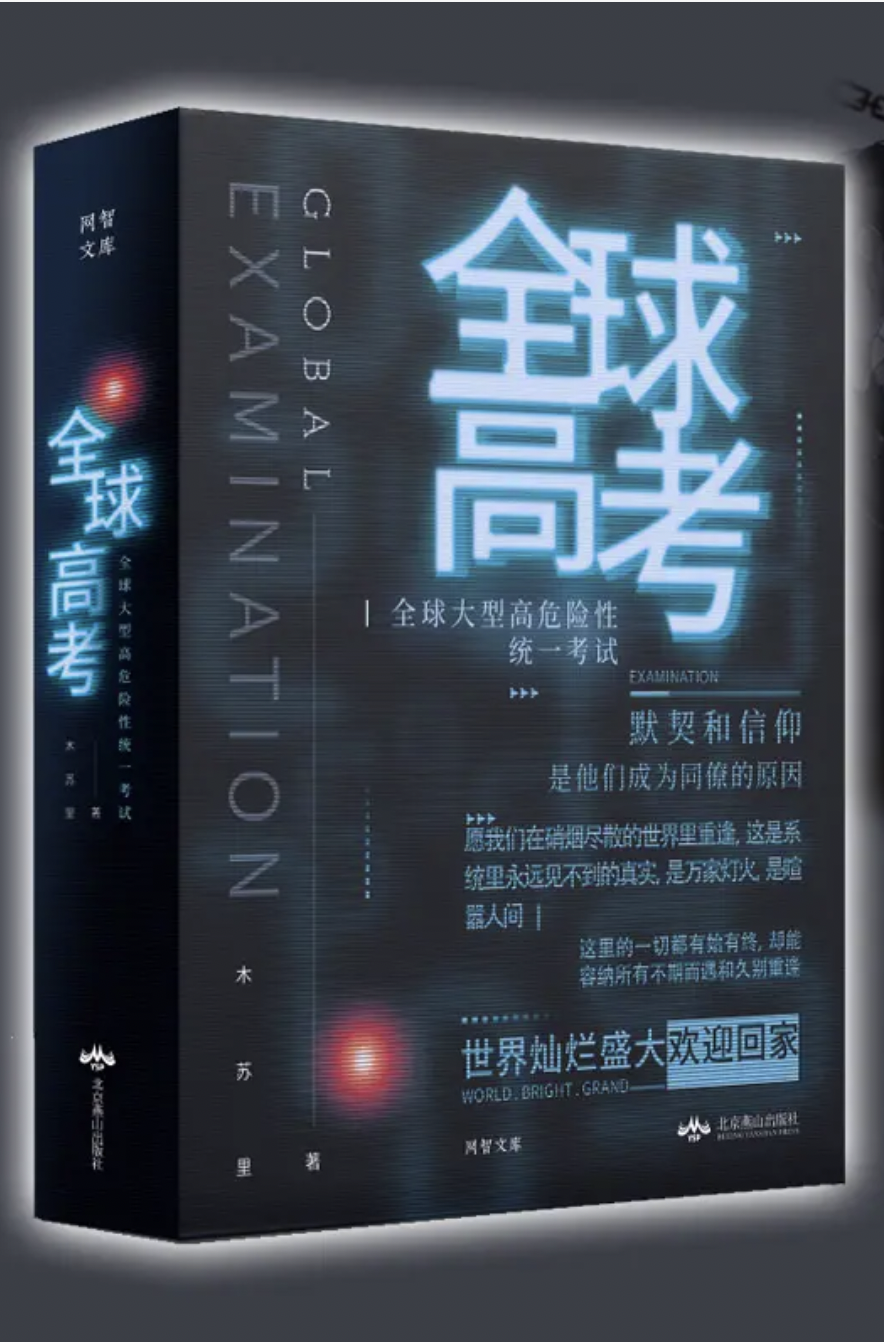 网智
文库
全球
高考
全球大型高危险性统一考试
木苏里 著
YSP
北京燕山出版社
GLOBAL
EXAMINATION
全球
高考
全球大型高危险性
统一考试
EXAMINATION
默契和信仰
是他们成为同僚的原因
愿我们在硝烟尽散的世界里重逢, 这是系
统里永远见不到的真实, 是万家灯火, 是喧
嚣人间
这里的一切都有始有终, 却能
容纳所有不期而遇和久别重逢
世界灿烂盛大欢迎回家
WORLD.BRIGHT.GRAND
木苏里 著
网智文库
YSP
北京燕山出版社
BEIJING YANSHAN PRESS